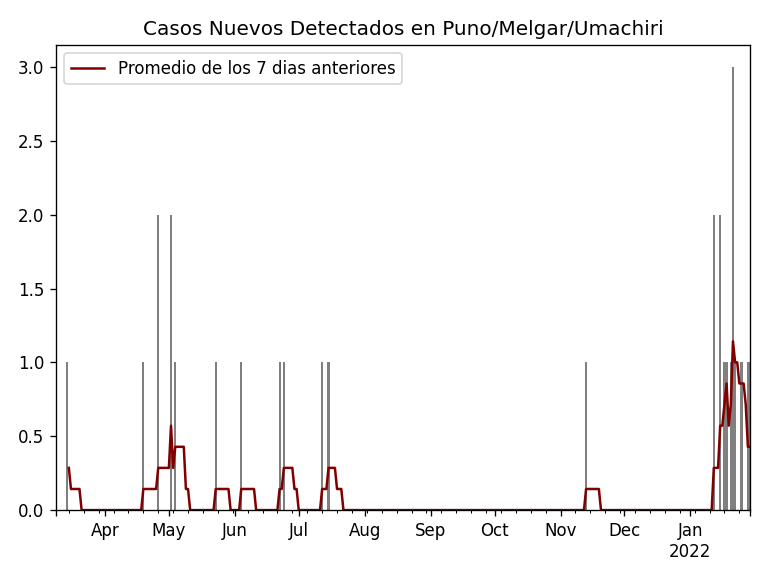 Casos Nuevos Detectados en Puno/Melgar/Umachiri
Promedio de los 7 dias anteriores
3.0
2.5
2.0
1.5
1.0
0.5
0.0
Apr May Jun Jul Aug Sep Oct Nov Dec Jan
2022